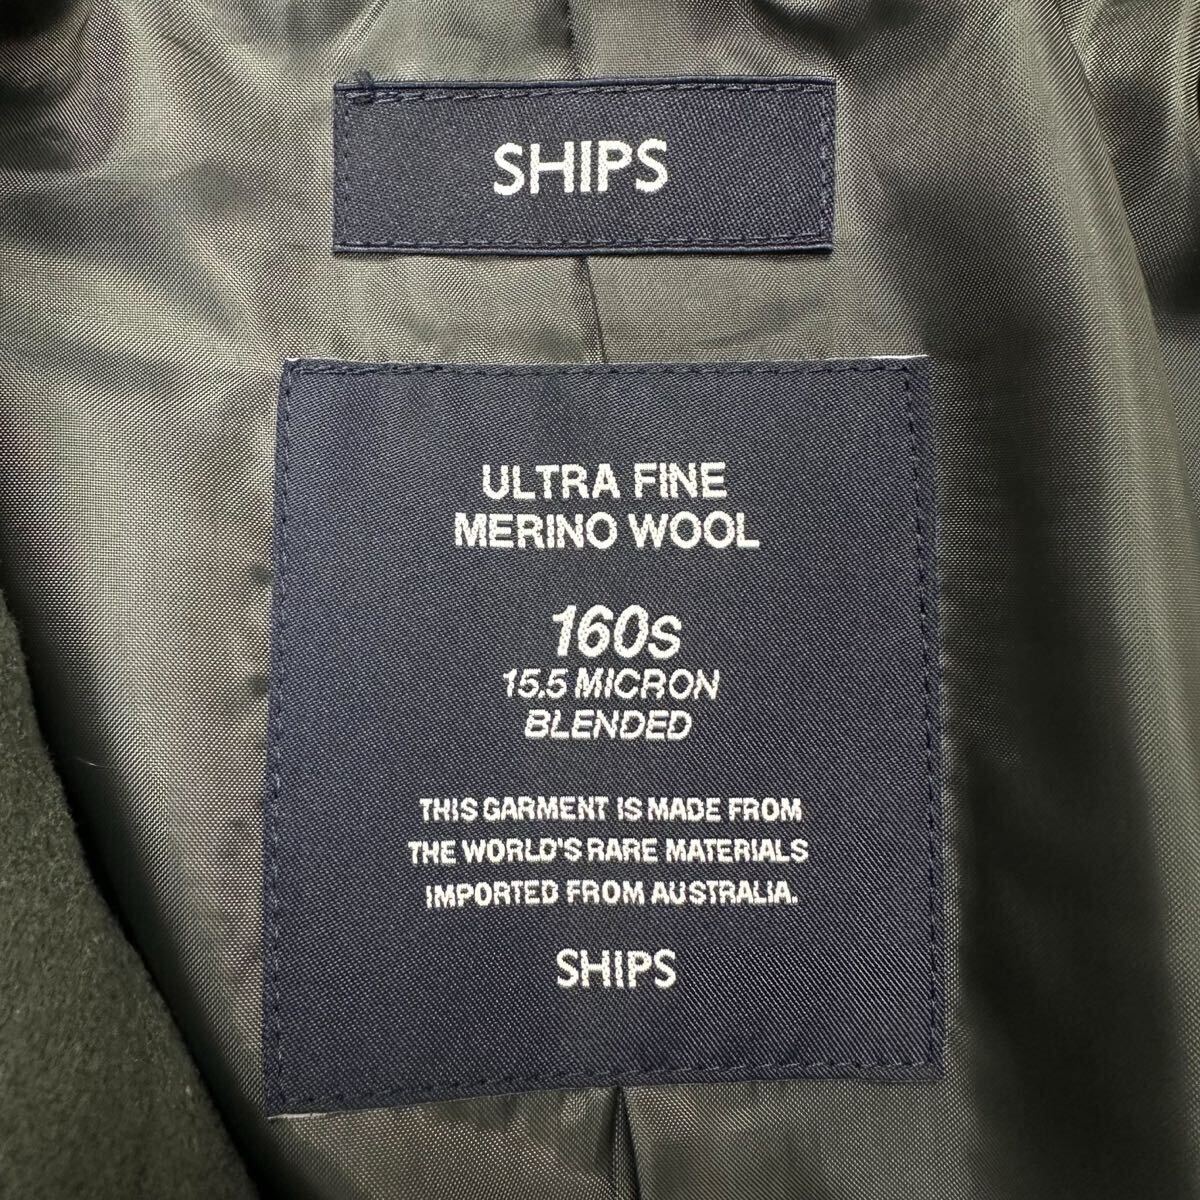 SHIPS
ULTRA FINE
MERINO WOOL
160s
15.5 MICRON
BLENDED
THIS GARMENT IS MADE FROM
THE WORLD'S RARE MATERIALS
IMPORTED FROM AUSTRALIA.
SHIPS